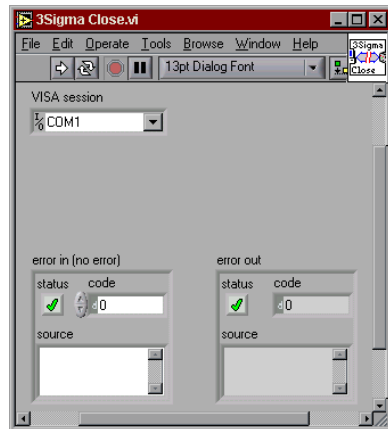 3Sigma Close.vi
File Edit Operate Tools Browse Window Help
3Sigma
Close
13pt Dialog Font
VISA session
I/O COM1
error in (no error)
error out
status code
status code
d 0
d 0
source
source